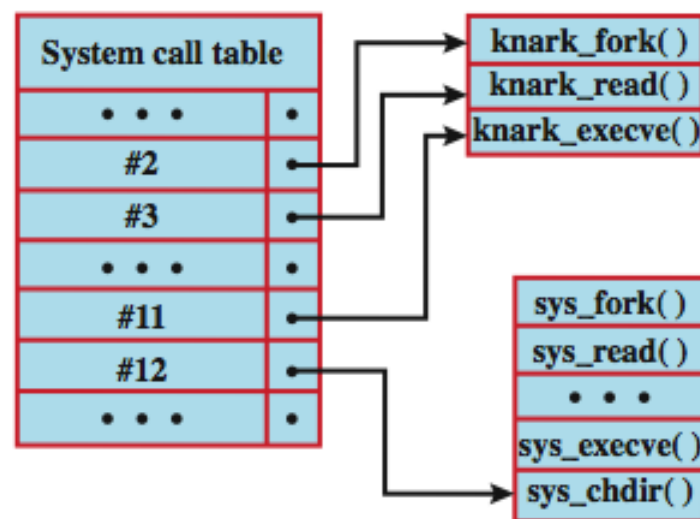 System call table
• • • •
#2
#3
• • • •
#11
#12
• • • •
knark_fork( )
knark_read( )
knark_execve( )
sys_fork( )
sys_read( )
• • •
sys_execve( )
sys_chdir( )